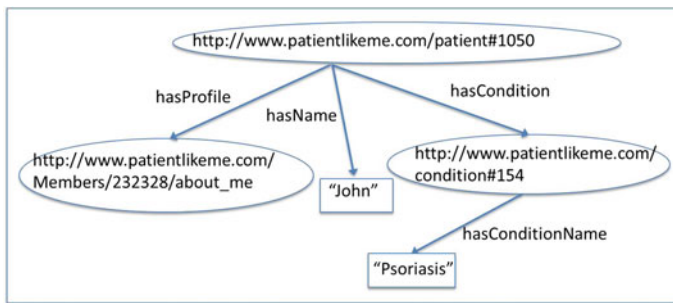 http://www.patientlikeme.com/patient#1050
hasProfile
hasName
hasCondition
http://www.patientlikeme.com/
Members/232328/about_me
"John"
http://www.patientlikeme.com/
condition#154
hasConditionName
"Psoriasis"